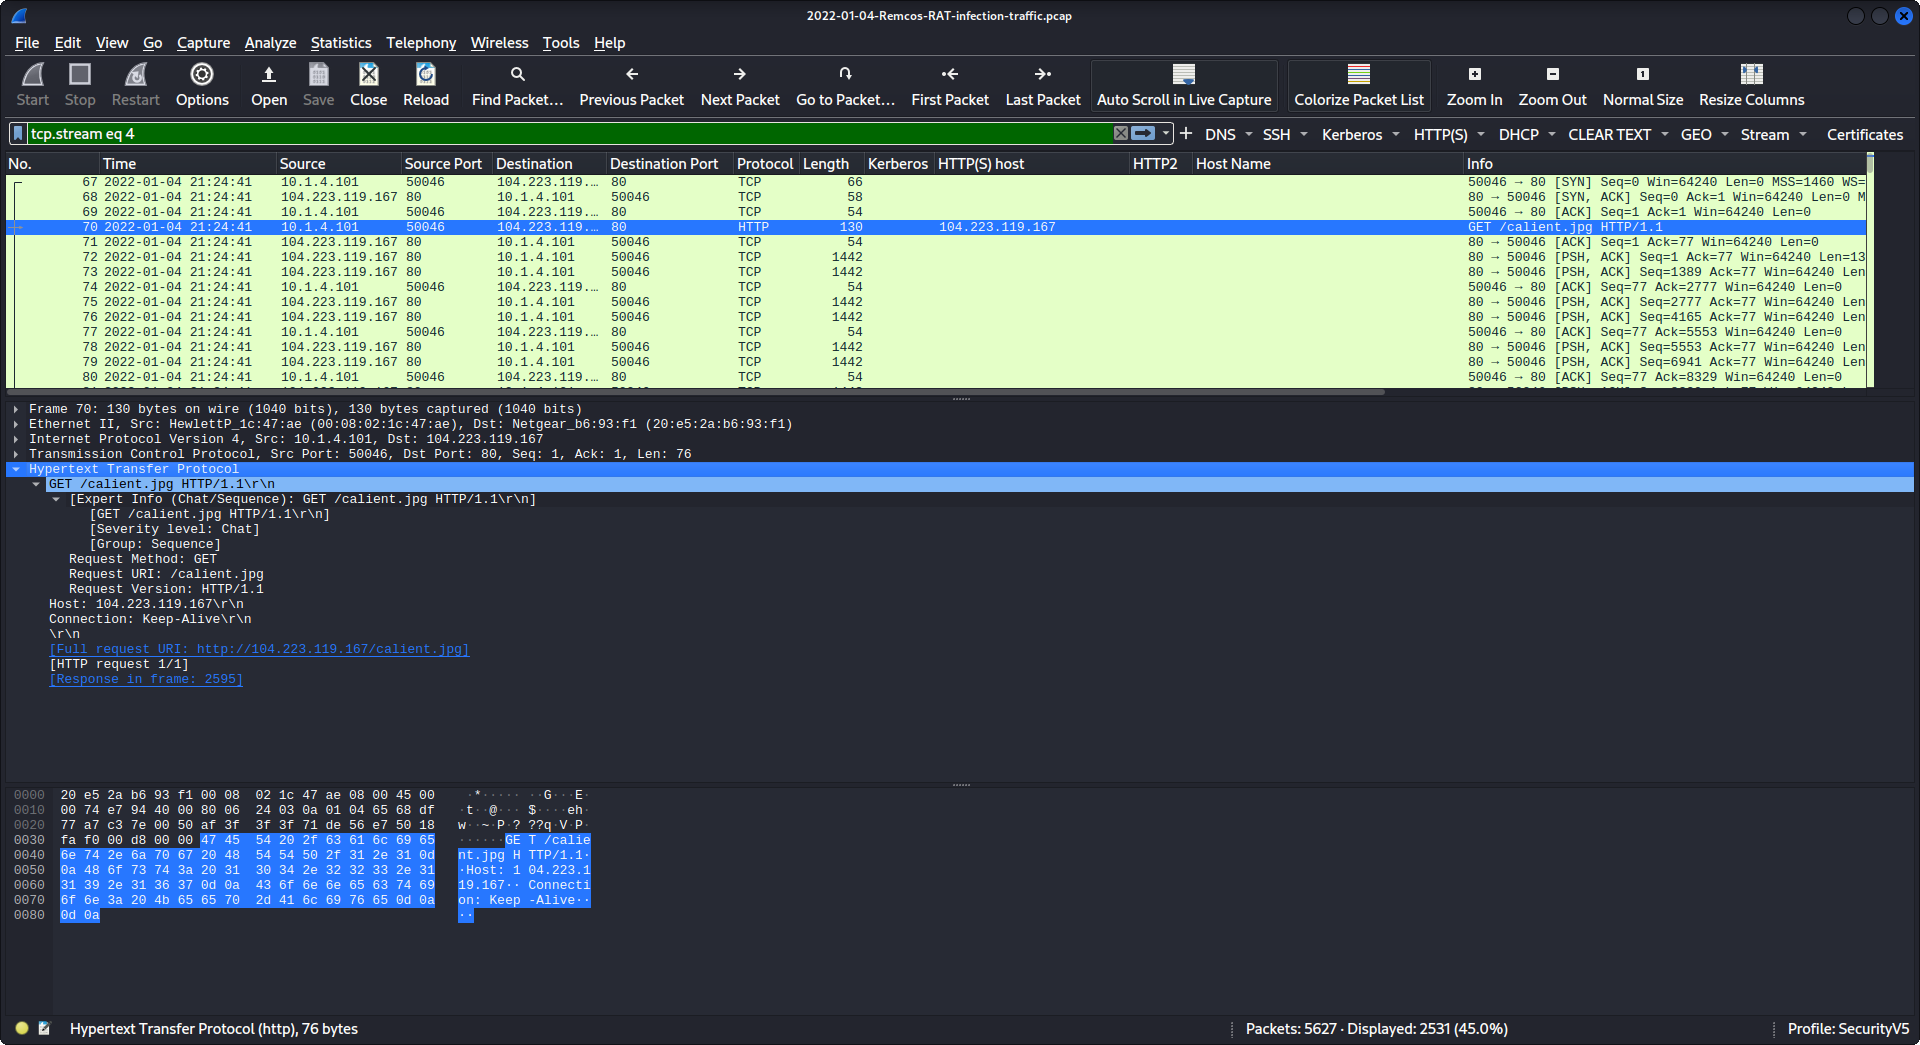 2022-01-04-Remcos-RAT-infection-traffic.pcap
File Edit View Go Capture Analyze Statistics Telephony Wireless Tools Help
Start Stop Restart Options Open Save Close Reload Find Packet... Previous Packet Next Packet Go to Packet... First Packet Last Packet Auto Scroll in Live Capture Colorize Packet List Zoom In Zoom Out Normal Size Resize Columns
tcp.stream eq 4 + DNS SSH Kerberos HTTP(S) DHCP CLEAR TEXT GEO Stream Certificates
No. Time Source Source Port Destination Destination Port Protocol Length Kerberos HTTP(S) host HTTP2 Host Name Info
67 2022-01-04 21:24:41 10.1.4.101 50046 104.223.119.… 80 TCP 66 50046 → 80 [SYN] Seq=0 Win=64240 Len=0 MSS=1460 WS=
68 2022-01-04 21:24:41 104.223.119.167 80 10.1.4.101 50046 TCP 58 80 → 50046 [SYN, ACK] Seq=0 Ack=1 Win=64240 Len=0 M
69 2022-01-04 21:24:41 10.1.4.101 50046 104.223.119.… 80 TCP 54 50046 → 80 [ACK] Seq=1 Ack=1 Win=64240 Len=0
70 2022-01-04 21:24:41 10.1.4.101 50046 104.223.119.… 80 HTTP 130 104.223.119.167 GET /calient.jpg HTTP/1.1
71 2022-01-04 21:24:41 104.223.119.167 80 10.1.4.101 50046 TCP 54 80 → 50046 [ACK] Seq=1 Ack=77 Win=64240 Len=0
72 2022-01-04 21:24:41 104.223.119.167 80 10.1.4.101 50046 TCP 1442 80 → 50046 [PSH, ACK] Seq=1 Ack=77 Win=64240 Len=13
73 2022-01-04 21:24:41 104.223.119.167 80 10.1.4.101 50046 TCP 1442 80 → 50046 [PSH, ACK] Seq=1389 Ack=77 Win=64240 Len
74 2022-01-04 21:24:41 10.1.4.101 50046 104.223.119.… 80 TCP 54 50046 → 80 [ACK] Seq=77 Ack=2777 Win=64240 Len=0
75 2022-01-04 21:24:41 104.223.119.167 80 10.1.4.101 50046 TCP 1442 80 → 50046 [PSH, ACK] Seq=2777 Ack=77 Win=64240 Len
76 2022-01-04 21:24:41 104.223.119.167 80 10.1.4.101 50046 TCP 1442 80 → 50046 [PSH, ACK] Seq=4165 Ack=77 Win=64240 Len
77 2022-01-04 21:24:41 10.1.4.101 50046 104.223.119.… 80 TCP 54 50046 → 80 [ACK] Seq=77 Ack=5553 Win=64240 Len=0
78 2022-01-04 21:24:41 104.223.119.167 80 10.1.4.101 50046 TCP 1442 80 → 50046 [PSH, ACK] Seq=5553 Ack=77 Win=64240 Len
79 2022-01-04 21:24:41 104.223.119.167 80 10.1.4.101 50046 TCP 1442 80 → 50046 [PSH, ACK] Seq=6941 Ack=77 Win=64240 Len
80 2022-01-04 21:24:41 10.1.4.101 50046 104.223.119.… 80 TCP 54 50046 → 80 [ACK] Seq=77 Ack=8329 Win=64240 Len=0
Frame 70: 130 bytes on wire (1040 bits), 130 bytes captured (1040 bits)
Ethernet II, Src: HewlettP_1c:47:ae (00:08:02:1c:47:ae), Dst: Netgear_b6:93:f1 (20:e5:2a:b6:93:f1)
Internet Protocol Version 4, Src: 10.1.4.101, Dst: 104.223.119.167
Transmission Control Protocol, Src Port: 50046, Dst Port: 80, Seq: 1, Ack: 1, Len: 76
Hypertext Transfer Protocol
GET /calient.jpg HTTP/1.1\r\n
[Expert Info (Chat/Sequence): GET /calient.jpg HTTP/1.1\r\n]
[GET /calient.jpg HTTP/1.1\r\n]
[Severity level: Chat]
[Group: Sequence]
Request Method: GET
Request URI: /calient.jpg
Request Version: HTTP/1.1
Host: 104.223.119.167\r\n
Connection: Keep-Alive\r\n
\r\n
[Full request URI: http://104.223.119.167/calient.jpg]
[HTTP request 1/1]
[Response in frame: 2595]
0000 20 e5 2a b6 93 f1 00 08 02 1c 47 ae 08 00 45 00 ·*····· ··G···E·
0010 00 74 e7 94 40 00 80 06 24 03 0a 01 04 65 68 df ·t··@··· $····eh·
0020 77 a7 c3 7e 00 50 af 3f 3f 3f 71 de 56 e7 50 18 w··~·P·? ??q·V·P·
0030 fa f0 00 d8 00 00 47 45 54 20 2f 63 61 6c 69 65 ······GE T /calie
0040 6e 74 2e 6a 70 67 20 48 54 54 50 2f 31 2e 31 0d nt.jpg H TTP/1.1·
0050 0a 48 6f 73 74 3a 20 31 30 34 2e 32 32 33 2e 31 ·Host: 1 04.223.1
0060 31 39 2e 31 36 37 0d 0a 43 6f 6e 6e 65 63 74 69 19.167·· Connecti
0070 6f 6e 3a 20 4b 65 65 70 2d 41 6c 69 76 65 0d 0a on: Keep -Alive··
0080 0d 0a ··
Hypertext Transfer Protocol (http), 76 bytes Packets: 5627 · Displayed: 2531 (45.0%) Profile: SecurityV5